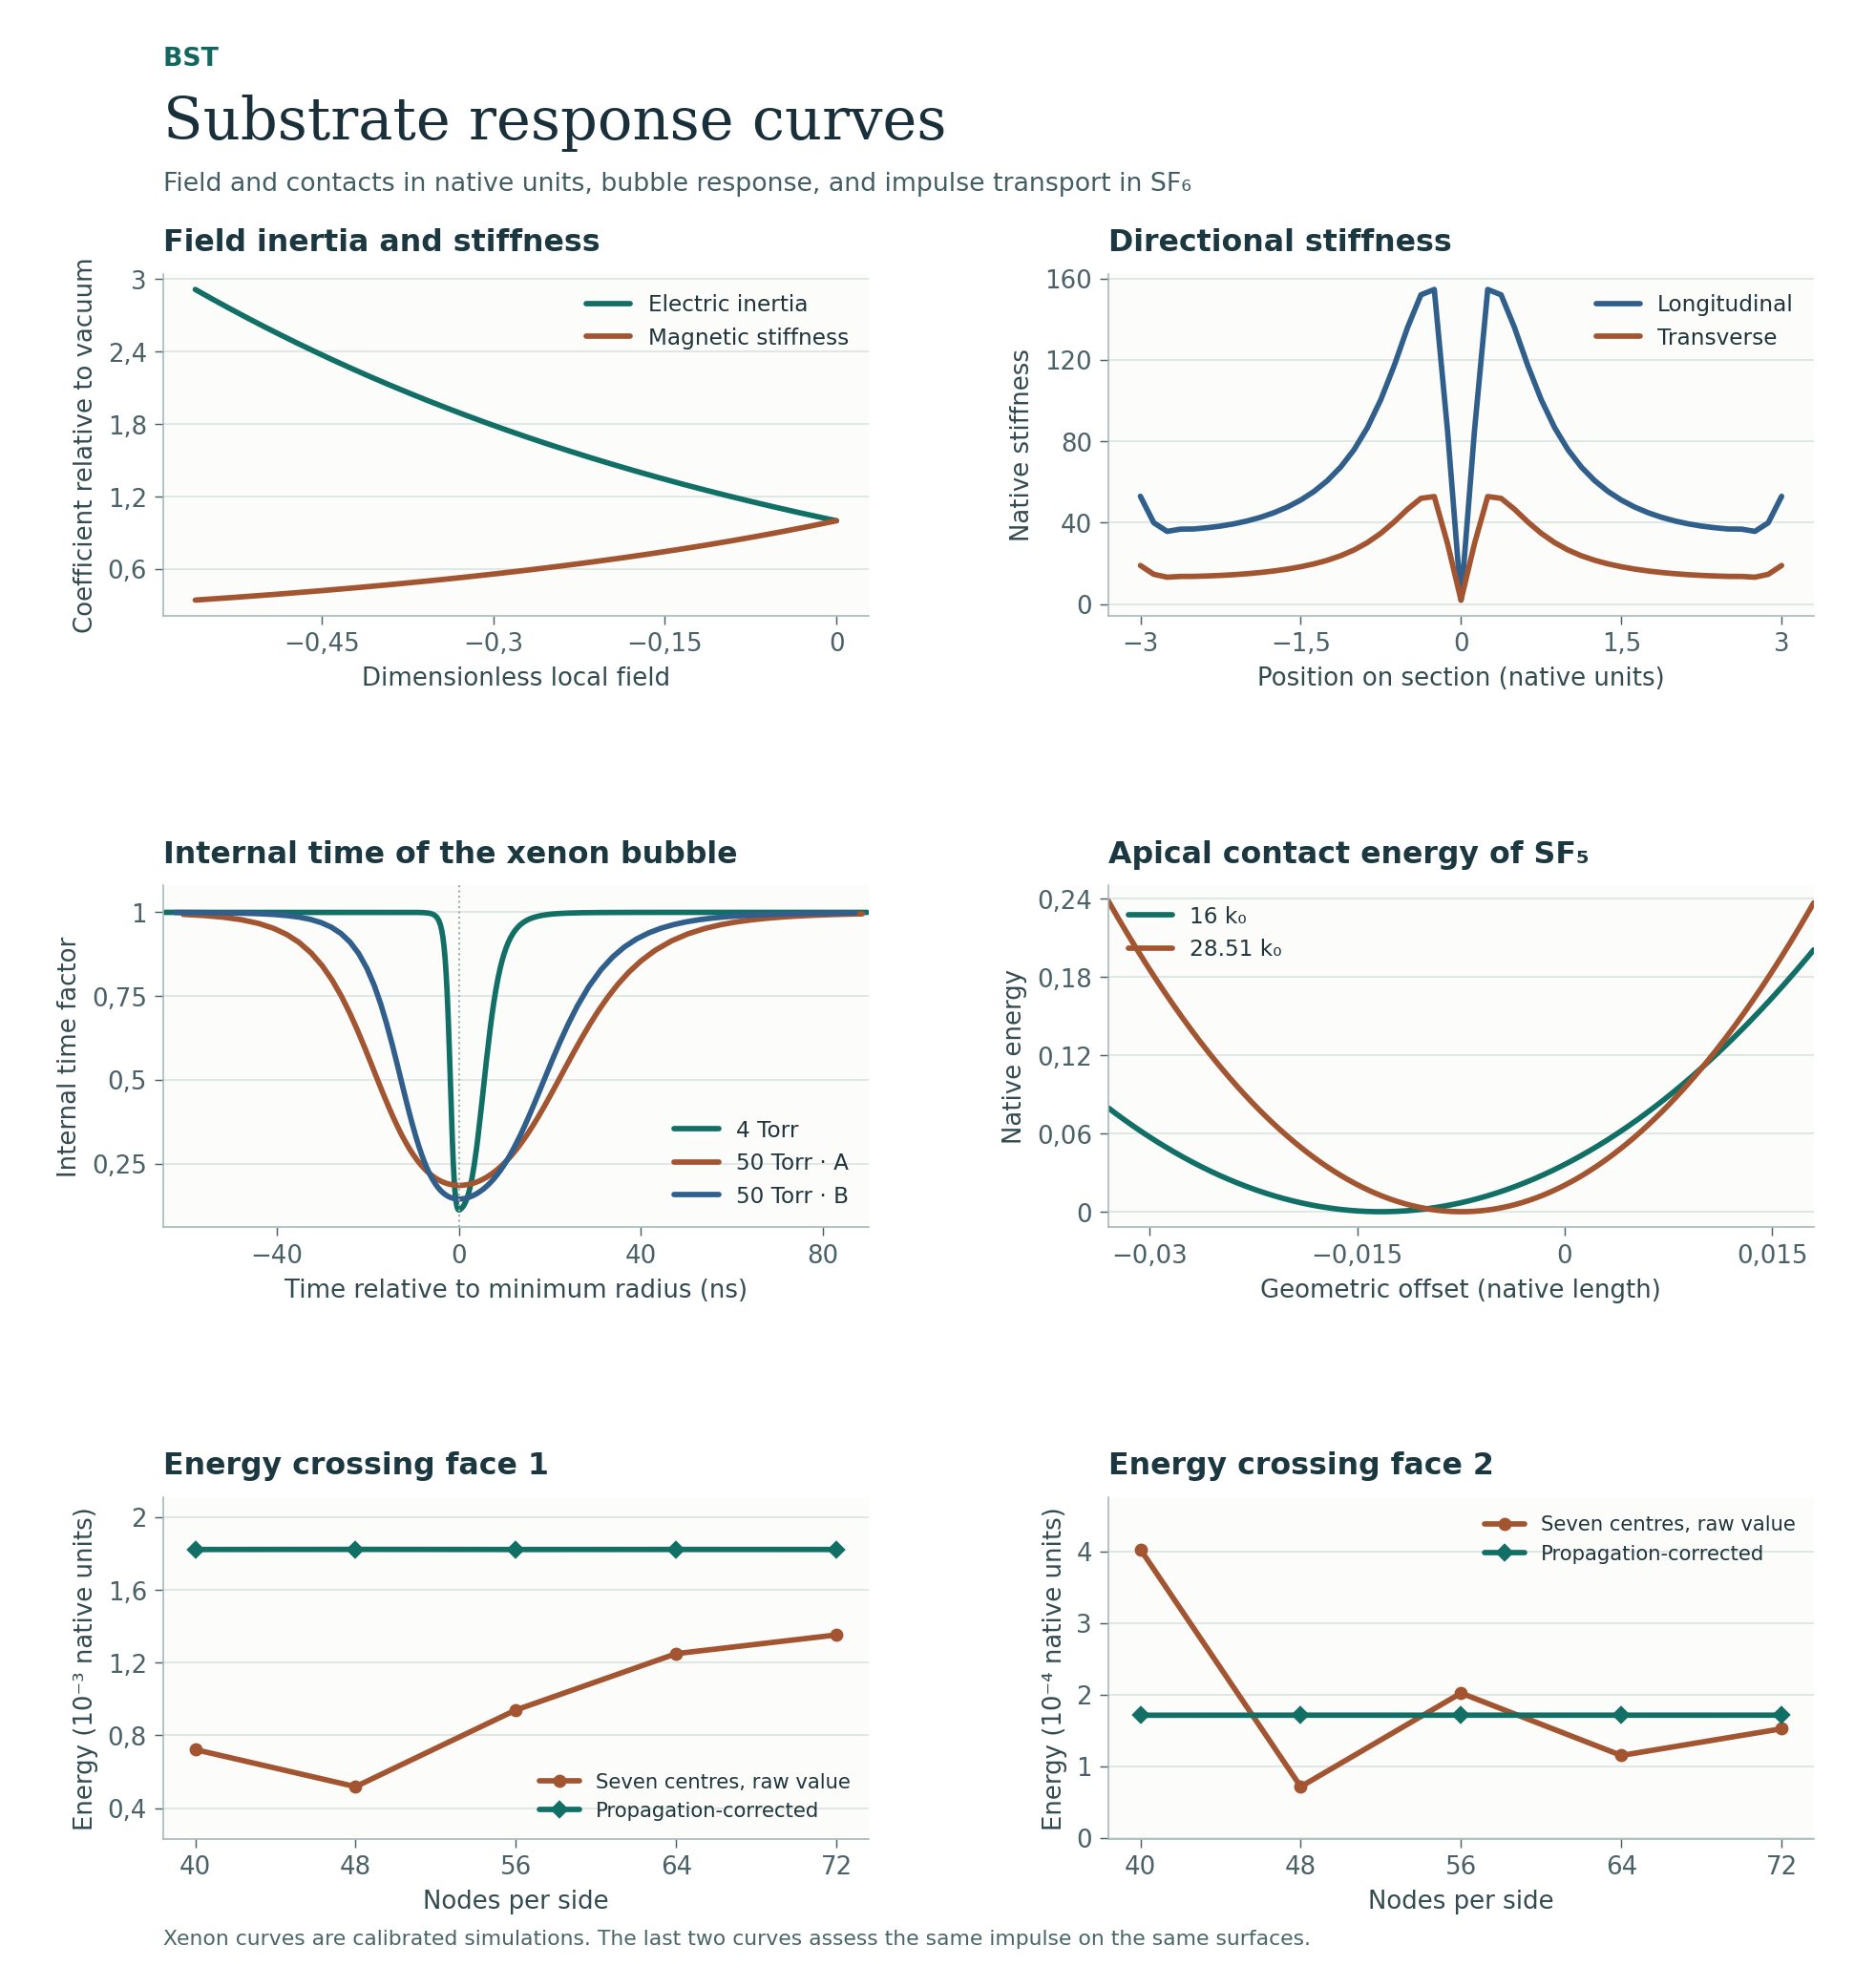 BST
Substrate response curves
Field and contacts in native units, bubble response, and impulse transport in SF₆
Field inertia and stiffness
Coefficient relative to vacuum
3
2,4
1,8
1,2
0,6
Electric inertia
Magnetic stiffness
−0,45
−0,3
−0,15
0
Dimensionless local field
Directional stiffness
Native stiffness
160
120
80
40
0
Longitudinal
Transverse
−3
−1,5
0
1,5
3
Position on section (native units)
Internal time of the xenon bubble
Internal time factor
1
0,75
0,5
0,25
4 Torr
50 Torr · A
50 Torr · B
−40
0
40
80
Time relative to minimum radius (ns)
Apical contact energy of SF₅
Native energy
0,24
0,18
0,12
0,06
0
16 k₀
28.51 k₀
−0,03
−0,015
0
0,015
Geometric offset (native length)
Energy crossing face 1
Energy (10⁻³ native units)
2
1,6
1,2
0,8
0,4
Seven centres, raw value
Propagation-corrected
40
48
56
64
72
Nodes per side
Energy crossing face 2
Energy (10⁻⁴ native units)
4
3
2
1
0
Seven centres, raw value
Propagation-corrected
40
48
56
64
72
Nodes per side
Xenon curves are calibrated simulations. The last two curves assess the same impulse on the same surfaces.